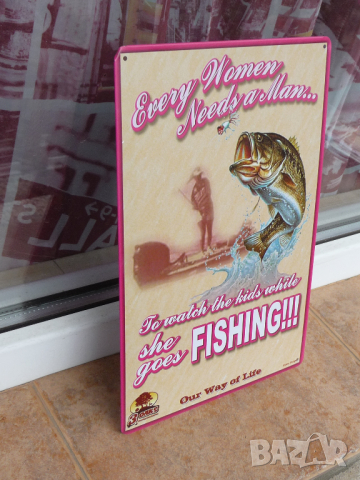 Every Women
Needs a Man...
To watch the kids while
she goes FISHING!!!
Our Way of Life
BAZAR